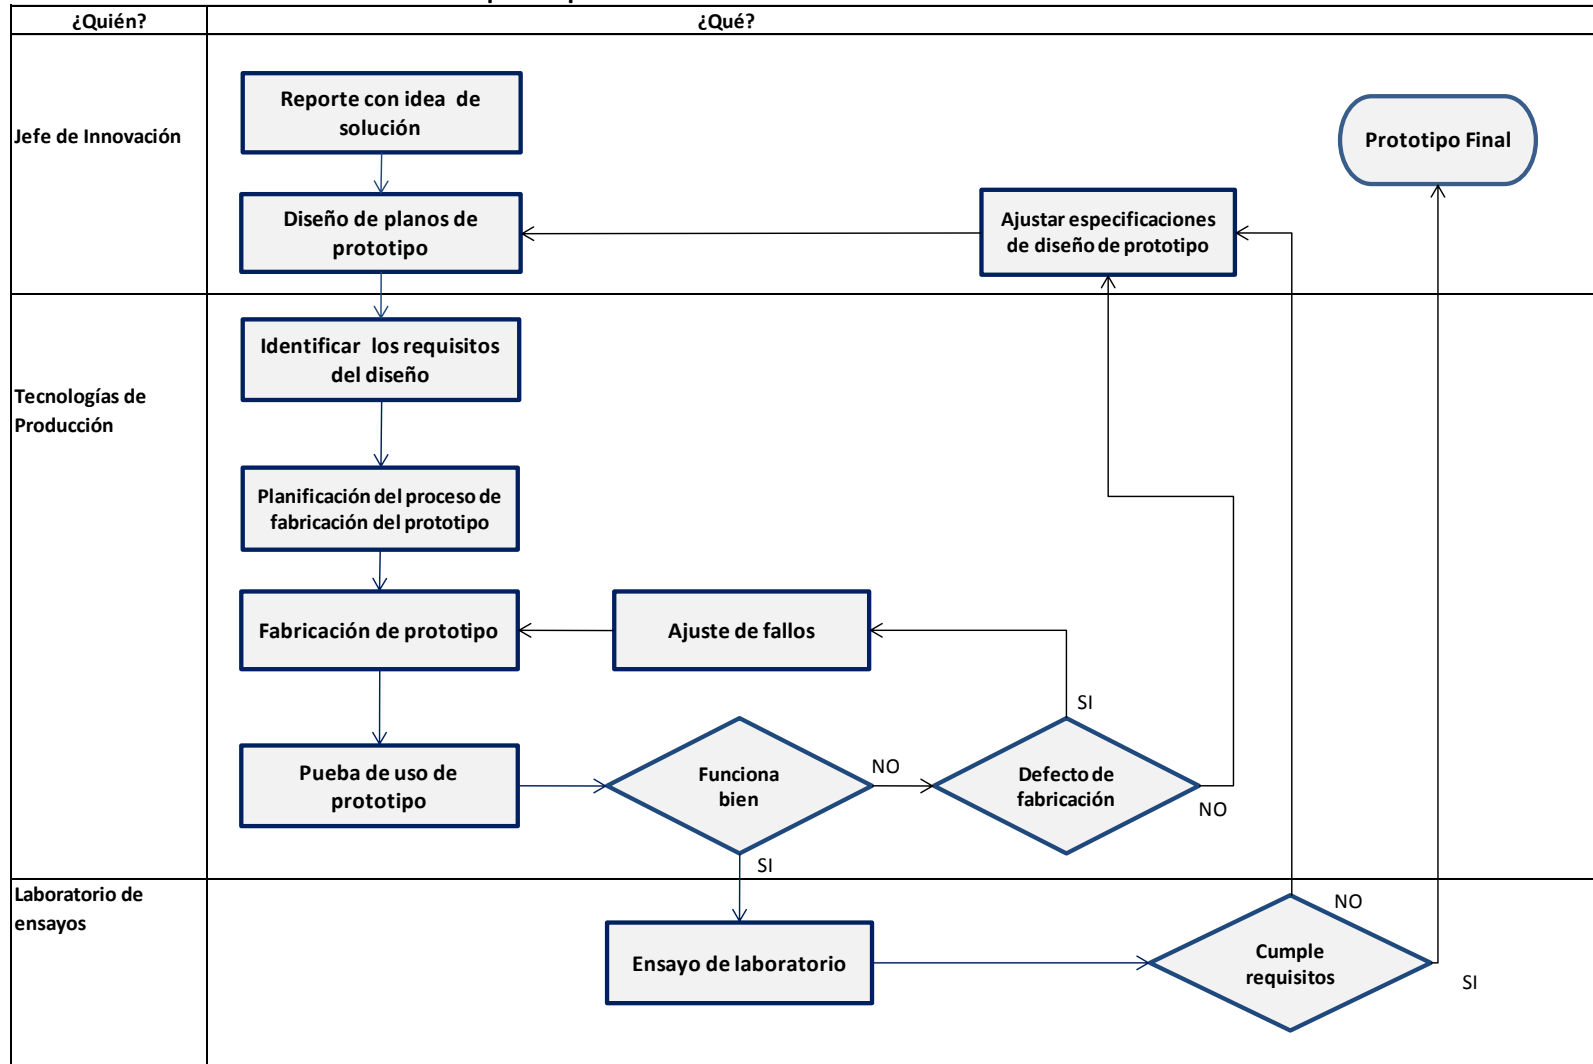 ¿Quién?
¿Qué?
Jefe de Innovación
Reporte con idea de
solución
Prototipo Final
Diseño de planos de
prototipo
Ajustar especificaciones
de diseño de prototipo
Tecnologías de
Producción
Identificar los requisitos
del diseño
Planificación del proceso de
fabricación del prototipo
Fabricación de prototipo
Ajuste de fallos
SI
Pueba de uso de
prototipo
Funciona
bien
NO
Defecto de
fabricación
NO
SI
Laboratorio de
ensayos
Ensayo de laboratorio
NO
Cumple
requisitos
SI